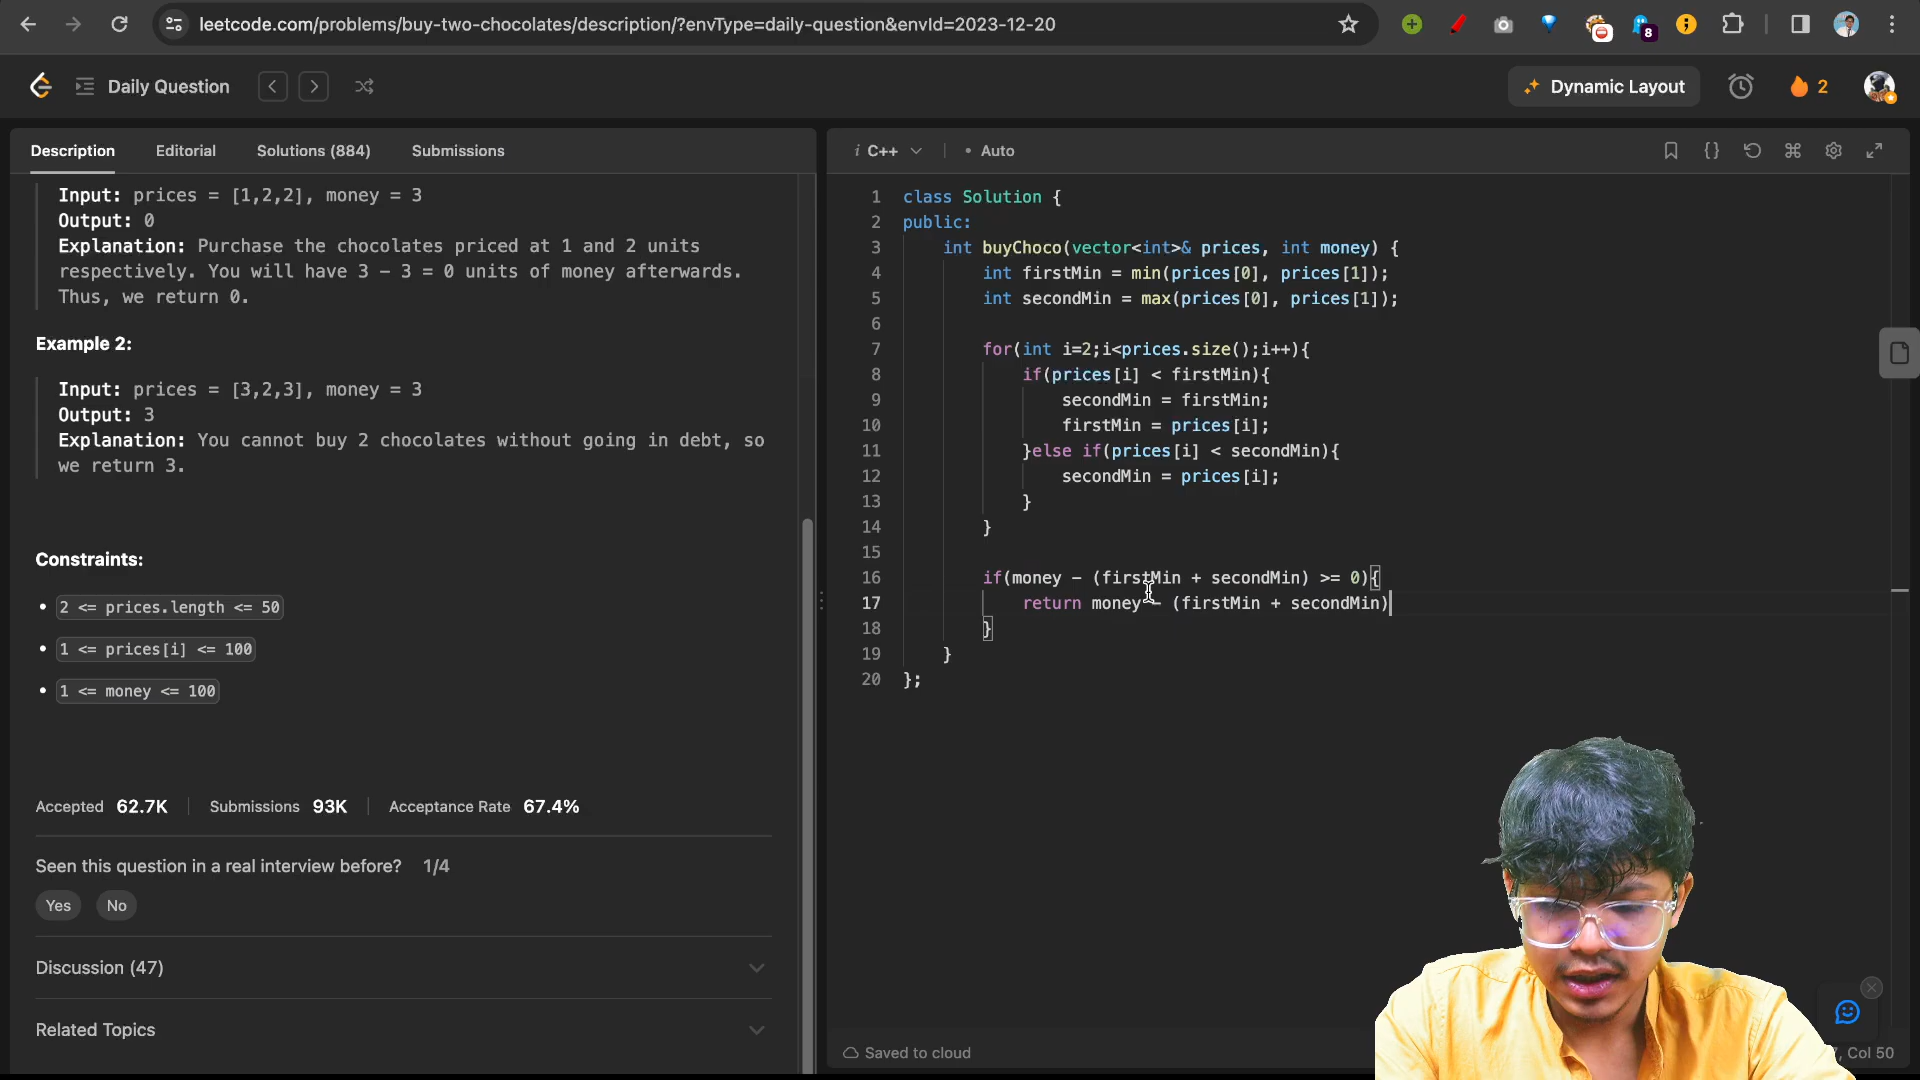 leetcode.com/problems/buy-two-chocolates/description/?envType=daily-question&envId=2023-12-20
8
Daily Question
Dynamic Layout
2
Description Editorial Solutions (884) Submissions
Input: prices = [1,2,2], money = 3
Output: 0
Explanation: Purchase the chocolates priced at 1 and 2 units
respectively. You will have 3 - 3 = 0 units of money afterwards.
Thus, we return 0.
Example 2:
Input: prices = [3,2,3], money = 3
Output: 3
Explanation: You cannot buy 2 chocolates without going in debt, so
we return 3.
Constraints:
• 2 <= prices.length <= 50
• 1 <= prices[i] <= 100
• 1 <= money <= 100
Accepted 62.7K Submissions 93K Acceptance Rate 67.4%
Seen this question in a real interview before? 1/4
Yes No
Discussion (47)
Related Topics
i C++ • Auto
1 class Solution {
2 public:
3 int buyChoco(vector<int>& prices, int money) {
4 int firstMin = min(prices[0], prices[1]);
5 int secondMin = max(prices[0], prices[1]);
6
7 for(int i=2;i<prices.size();i++){
8 if(prices[i] < firstMin){
9 secondMin = firstMin;
10 firstMin = prices[i];
11 }else if(prices[i] < secondMin){
12 secondMin = prices[i];
13 }
14 }
15
16 if(money - (firstMin + secondMin) >= 0){
17 return money - (firstMin + secondMin)
18 }
19 }
20 };
Saved to cloud
, Col 50